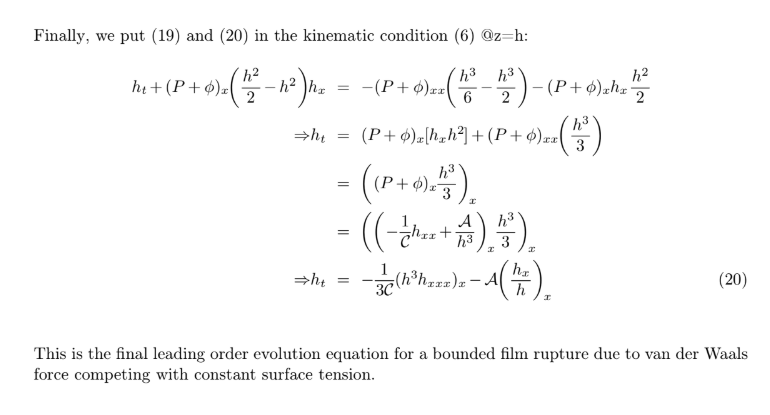 Finally, we put (19) and (20) in the kinematic condition (6) @z=h:
$h_t + (P+\phi)_x \left( \frac{h^2}{2} - h^2 \right) h_x = -(P+\phi)_{xx} \left( \frac{h^3}{6} - \frac{h^3}{2} \right) - (P+\phi)_x h_x \frac{h^2}{2}$
$\Rightarrow h_t = (P+\phi)_x [h_x h^2] + (P+\phi)_{xx} \left( \frac{h^3}{3} \right)$
$= \left( (P+\phi)_x \frac{h^3}{3} \right)_x$
$= \left( \left( -\frac{1}{\mathcal{C}} h_{xx} + \frac{\mathcal{A}}{h^3} \right)_x \frac{h^3}{3} \right)_x$
$\Rightarrow h_t = -\frac{1}{3\mathcal{C}} (h^3 h_{xxx})_x - \mathcal{A} \left( \frac{h_x}{h} \right)_x$ (20)
This is the final leading order evolution equation for a bounded film rupture due to van der Waals
force competing with constant surface tension.